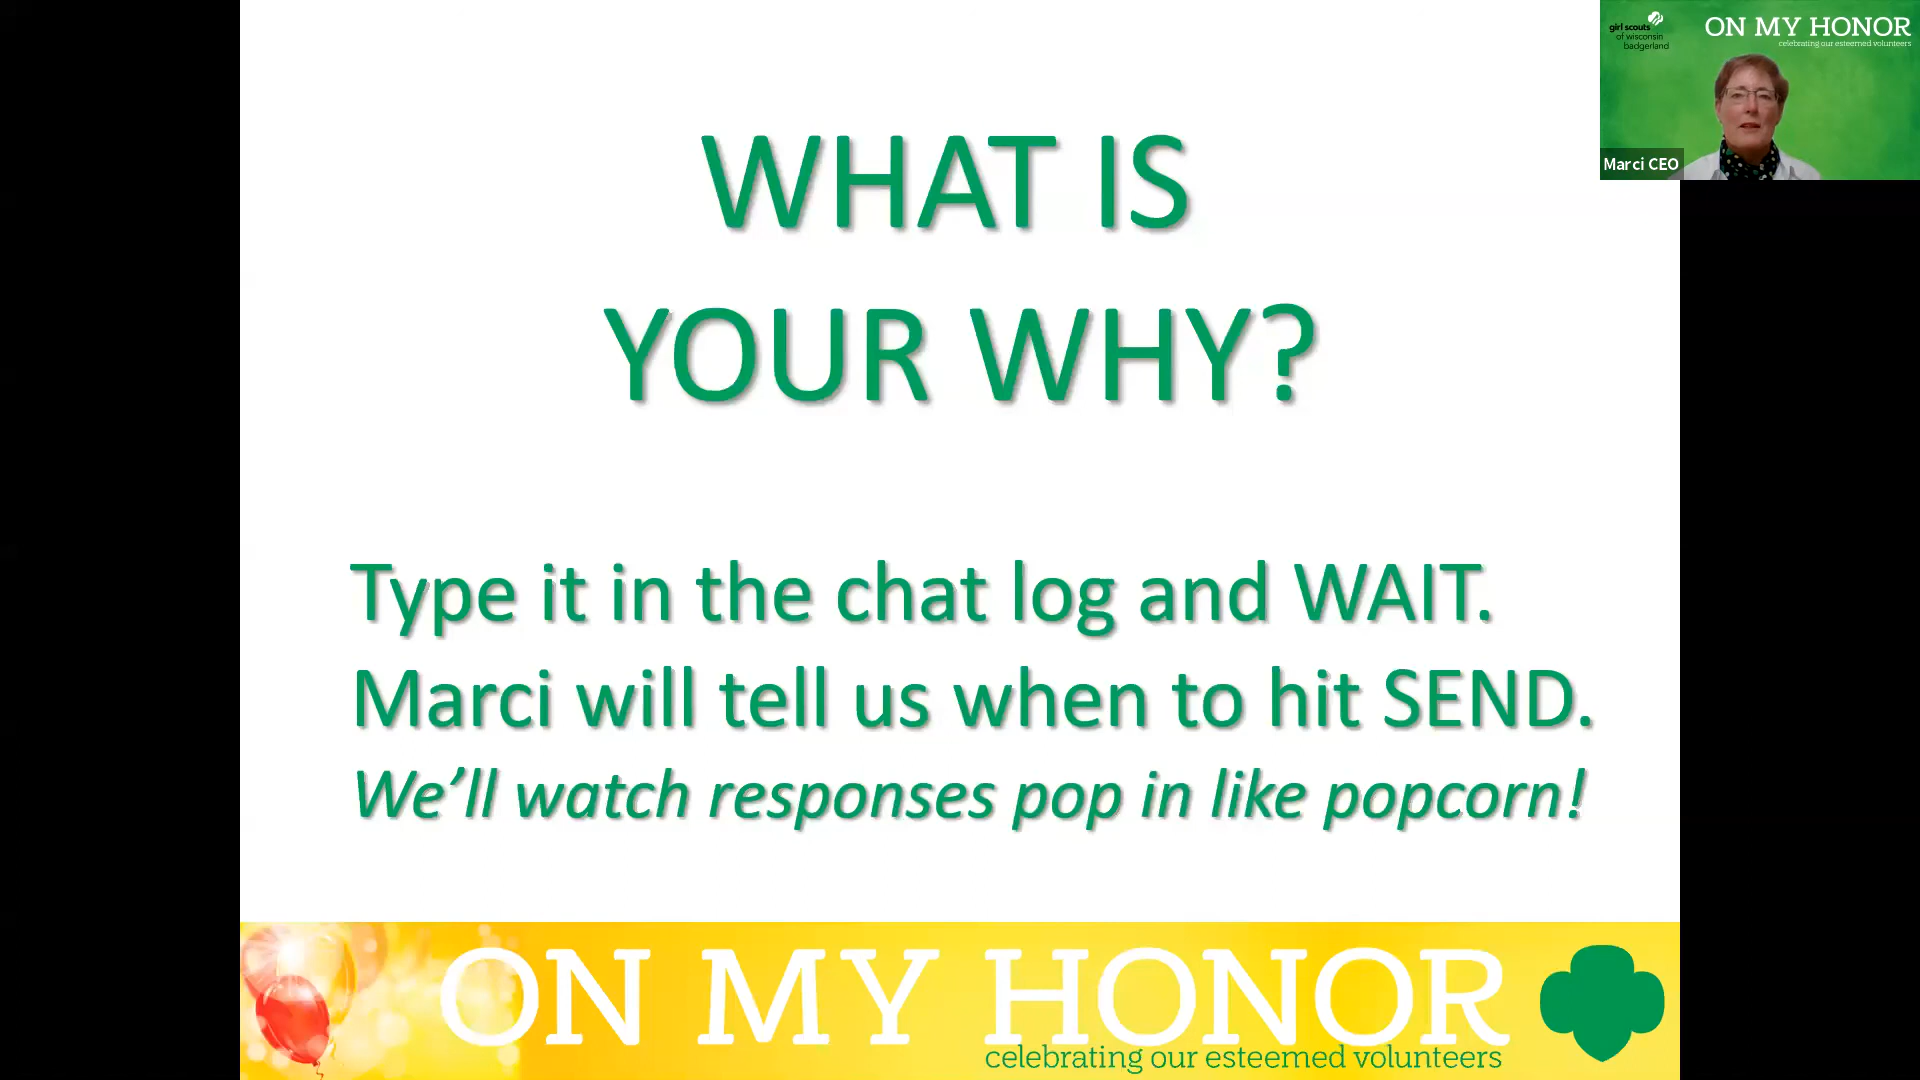 WHAT IS
YOUR WHY?
Type it in the chat log and WAIT.
Marci will tell us when to hit SEND.
We’ll watch responses pop in like popcorn!
ON MY HONOR
celebrating our esteemed volunteers
girl scouts
of wisconsin
badgerland
ON MY HONOR
celebrating our esteemed volunteers
Marci CEO